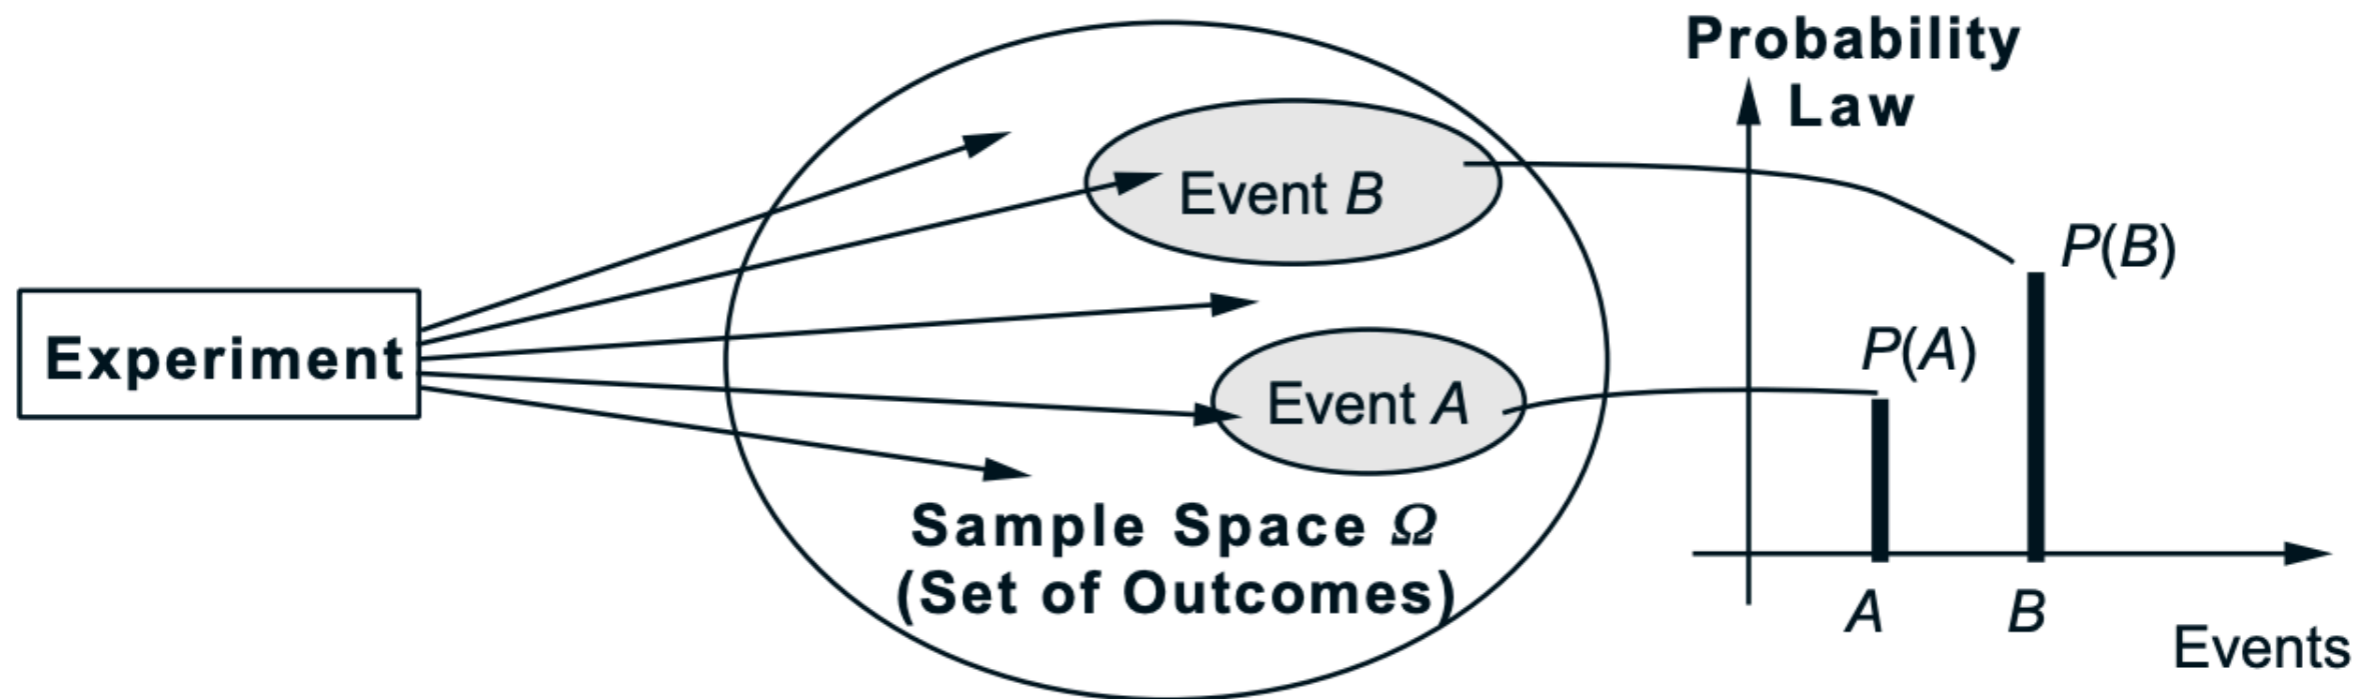 Experiment
Event B
Event A
Sample Space Ω
(Set of Outcomes)
Probability
Law
P(B)
P(A)
A
B
Events